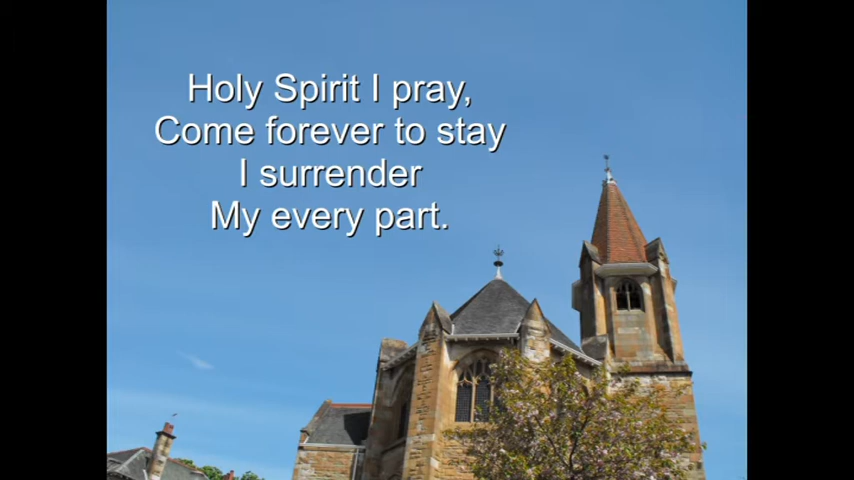 Holy Spirit I pray,
Come forever to stay
I surrender
My every part.